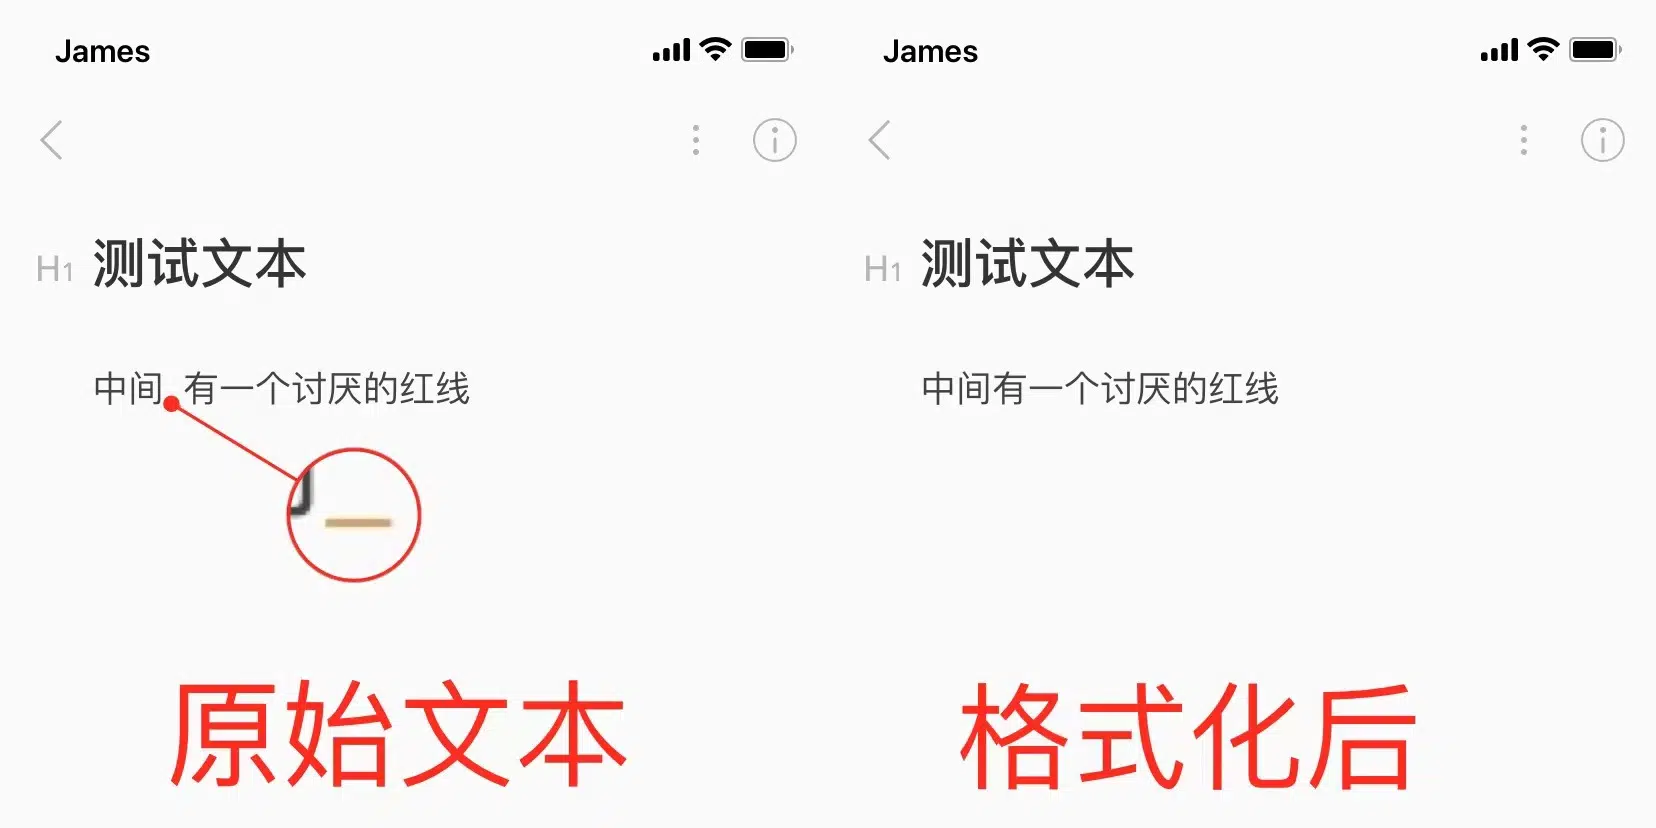 James
H1 测试文本
中间 有一个讨厌的红线
原始文本
James
H1 测试文本
中间有一个讨厌的红线
格式化后